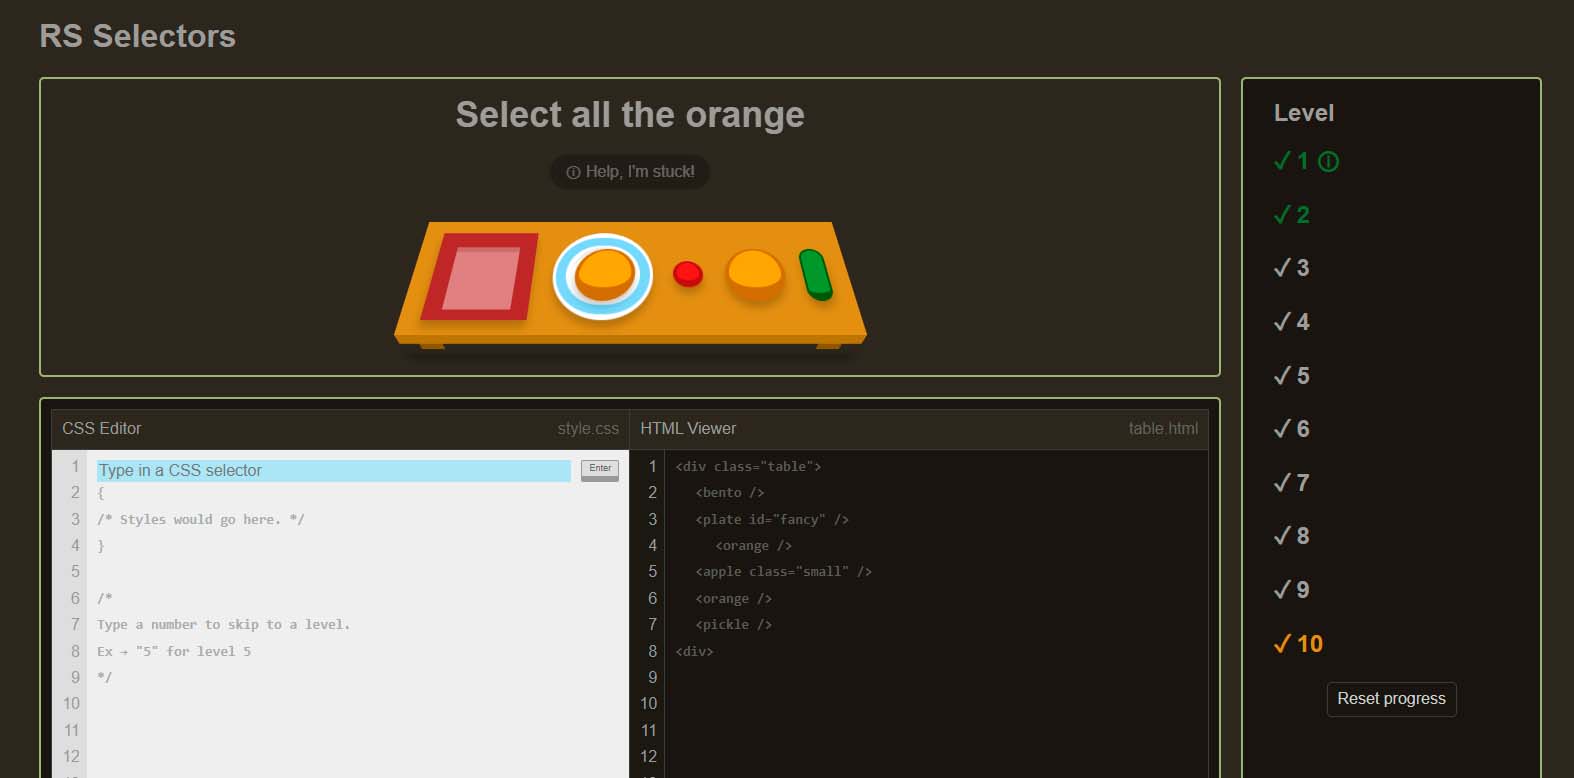 RS Selectors
Select all the orange
Help, I'm stuck!
CSS Editor style.css
1 Type in a CSS selector Enter
2 {
3 /* Styles would go here. */
4 }
5
6 /*
7 Type a number to skip to a level.
8 Ex → "5" for level 5
9 */
10
11
12
HTML Viewer table.html
1 <div class="table">
2 <bento />
3 <plate id="fancy" />
4 <orange />
5 <apple class="small" />
6 <orange />
7 <pickle />
8 <div>
9
10
11
12
Level
✓ 1
✓ 2
✓ 3
✓ 4
✓ 5
✓ 6
✓ 7
✓ 8
✓ 9
✓ 10
Reset progress